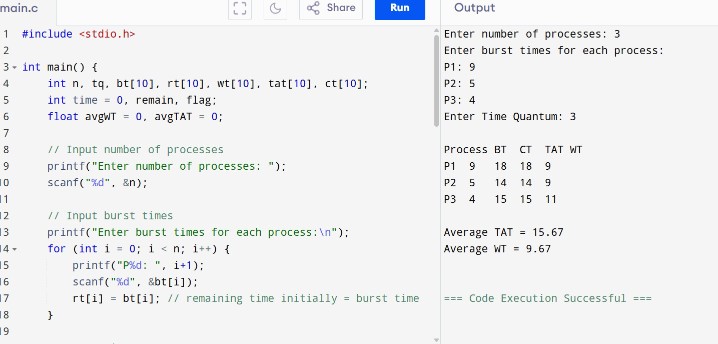 main.c
Share
Run
Output
1 #include <stdio.h>
2
3 int main() {
4 int n, tq, bt[10], rt[10], wt[10], tat[10], ct[10];
5 int time = 0, remain, flag;
6 float avgWT = 0, avgTAT = 0;
7
8 // Input number of processes
9 printf("Enter number of processes: ");
10 scanf("%d", &n);
11
12 // Input burst times
13 printf("Enter burst times for each process:\n");
14 for (int i = 0; i < n; i++) {
15 printf("P%d: ", i+1);
16 scanf("%d", &bt[i]);
17 rt[i] = bt[i]; // remaining time initially = burst time
18 }
19
Enter number of processes: 3
Enter burst times for each process:
P1: 9
P2: 5
P3: 4
Enter Time Quantum: 3
Process BT CT TAT WT
P1 9 18 18 9
P2 5 14 14 9
P3 4 15 15 11
Average TAT = 15.67
Average WT = 9.67
=== Code Execution Successful ===